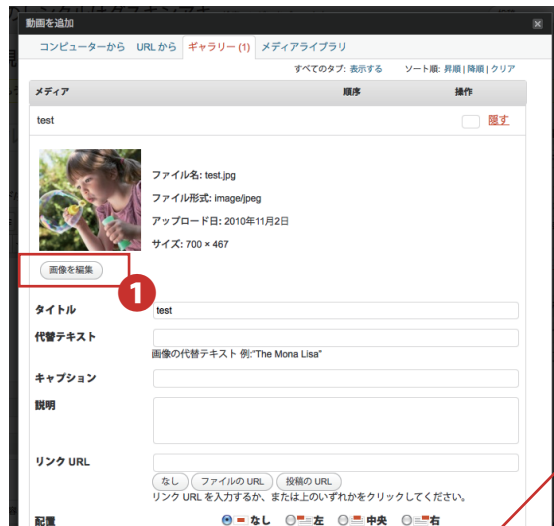 動画を追加
コンピューターから URLから ギャラリー (1) メディアライブラリ
すべてのタブ: 表示する ソート順: 昇順 | 降順 | クリア
メディア 順序 操作
test 隠す
ファイル名: test.jpg
ファイル形式: image/jpeg
アップロード日: 2010年11月2日
サイズ: 700 × 467
画像を編集
1
タイトル test
代替テキスト
画像の代替テキスト 例:"The Mona Lisa"
キャプション
説明
リンク URL
なし ファイルの URL 投稿の URL
リンク URL を入力するか、または上のいずれかをクリックしてください。
配置 なし 左 中央 右